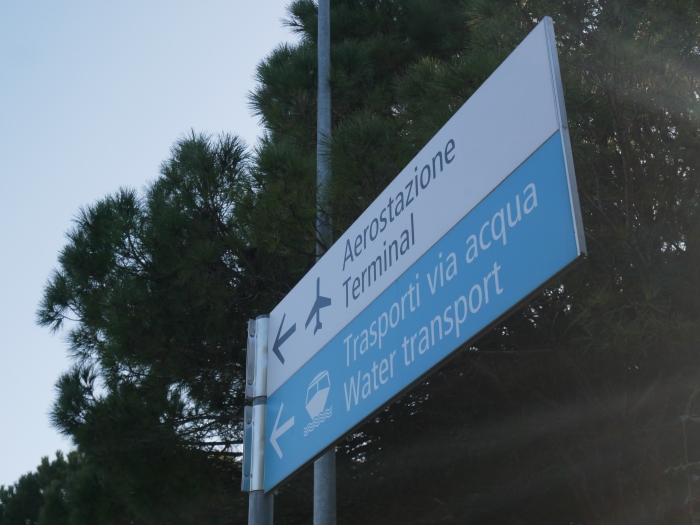 Aerostazione
Terminal
Trasporti via acqua
Water transport